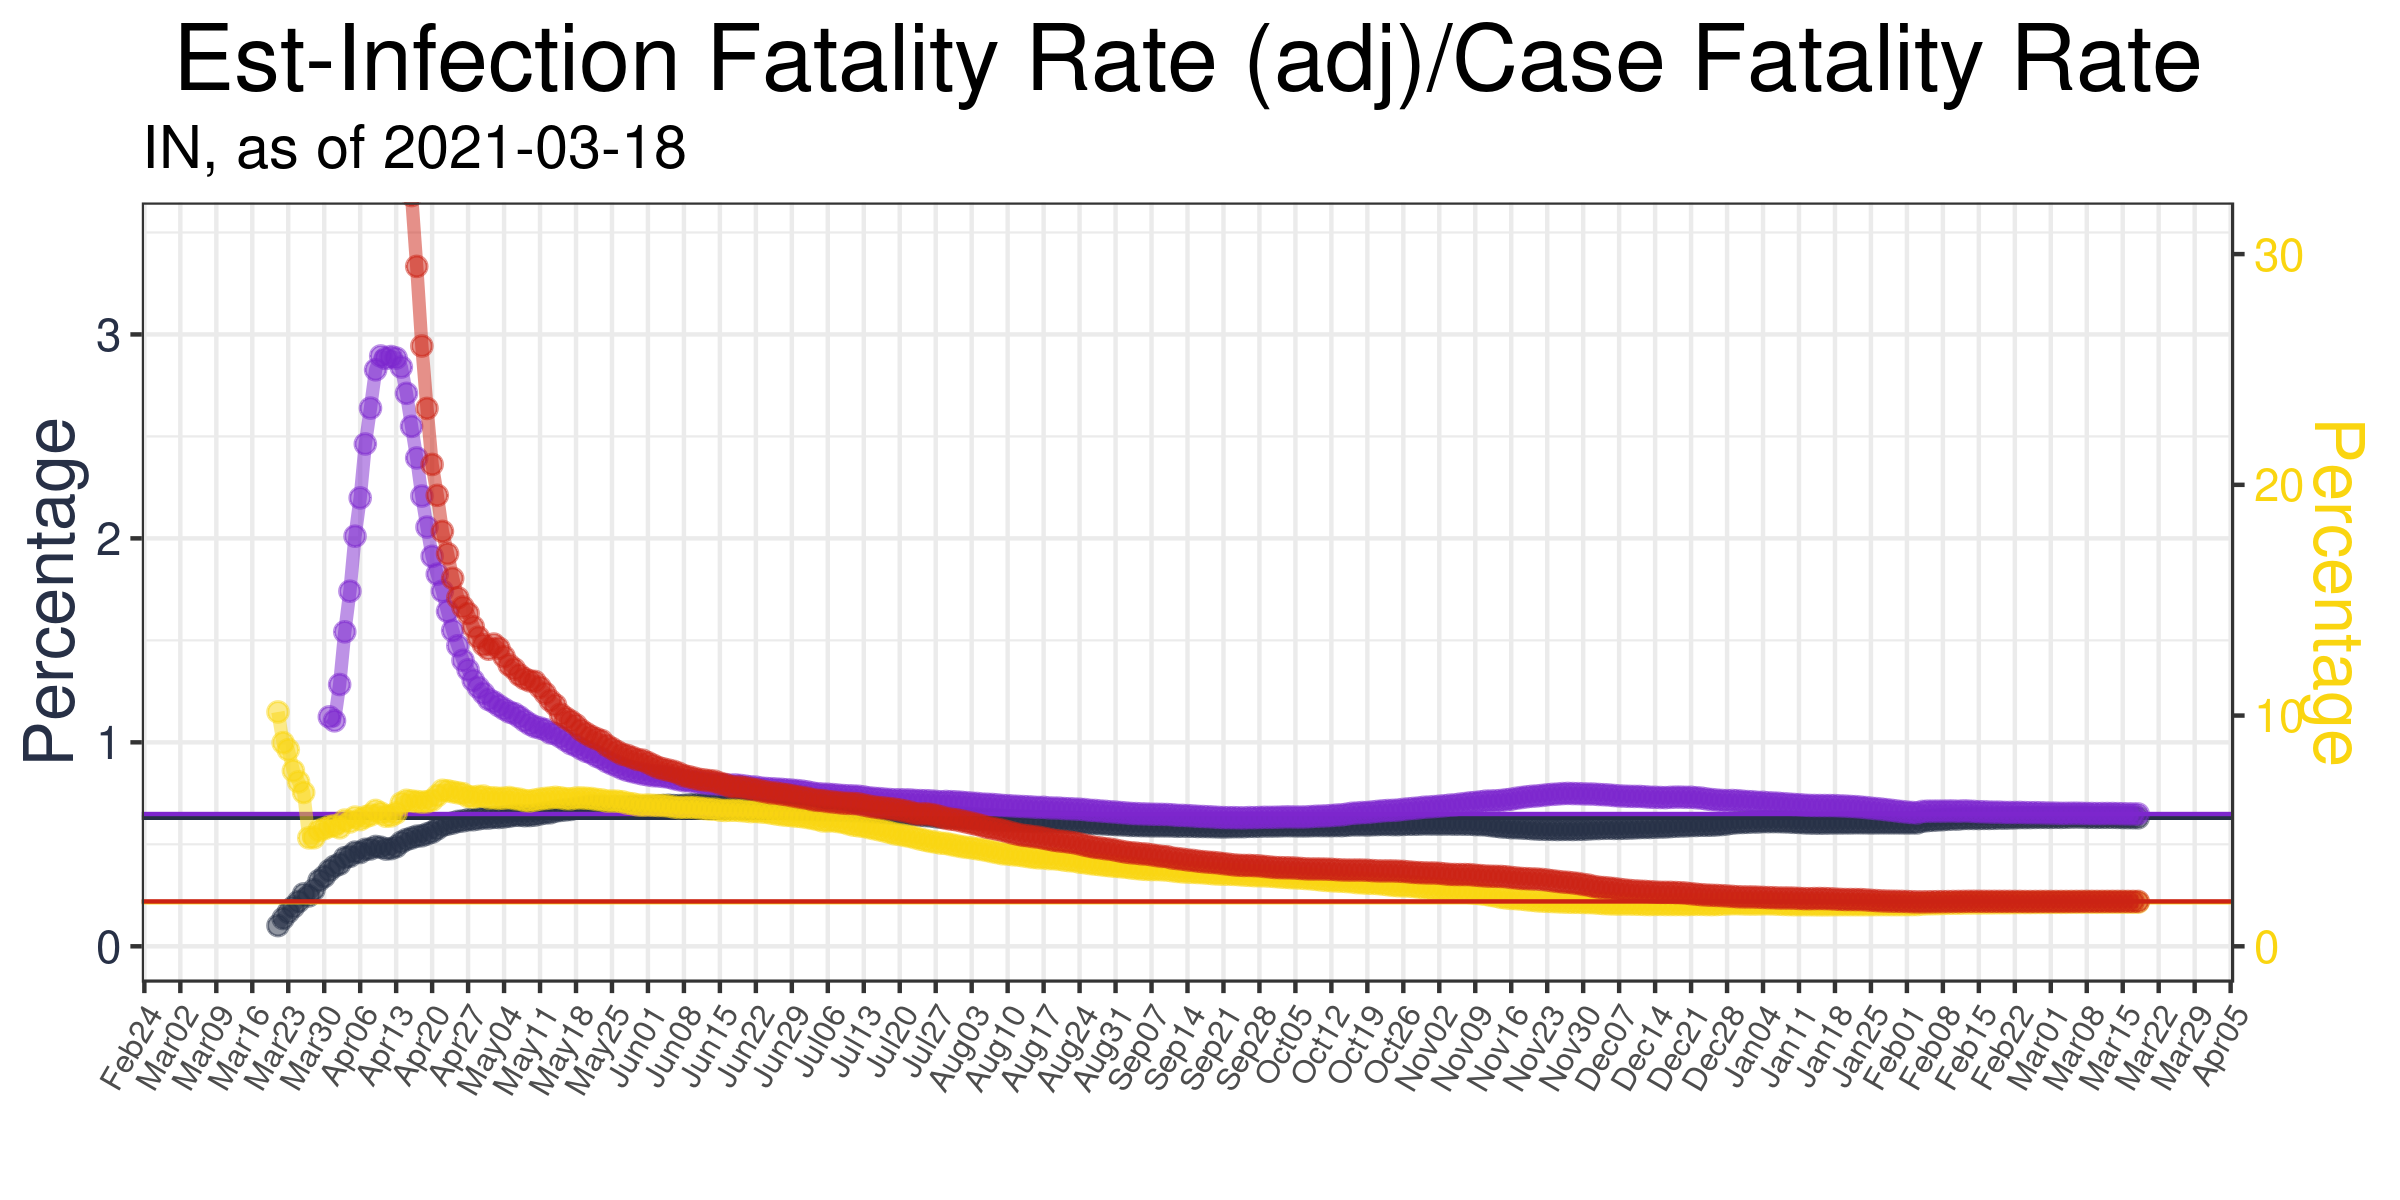 Est-Infection Fatality Rate (adj)/Case Fatality Rate
IN, as of 2021-03-18
Percentage
3
2
1
0
30
20
10
0
Percentage
Feb24
Mar02
Mar09
Mar16
Mar23
Mar30
Apr06
Apr13
Apr20
Apr27
May04
May11
May18
May25
Jun01
Jun08
Jun15
Jun22
Jun29
Jul06
Jul13
Jul20
Jul27
Aug03
Aug10
Aug17
Aug24
Aug31
Sep07
Sep14
Sep21
Sep28
Oct05
Oct12
Oct19
Oct26
Nov02
Nov09
Nov16
Nov23
Nov30
Dec07
Dec14
Dec21
Dec28
Dec04
Jan11
Jan18
Jan25
Feb01
Feb08
Feb15
Feb22
Mar01
Mar08
Mar15
Mar22
Mar29
Apr05